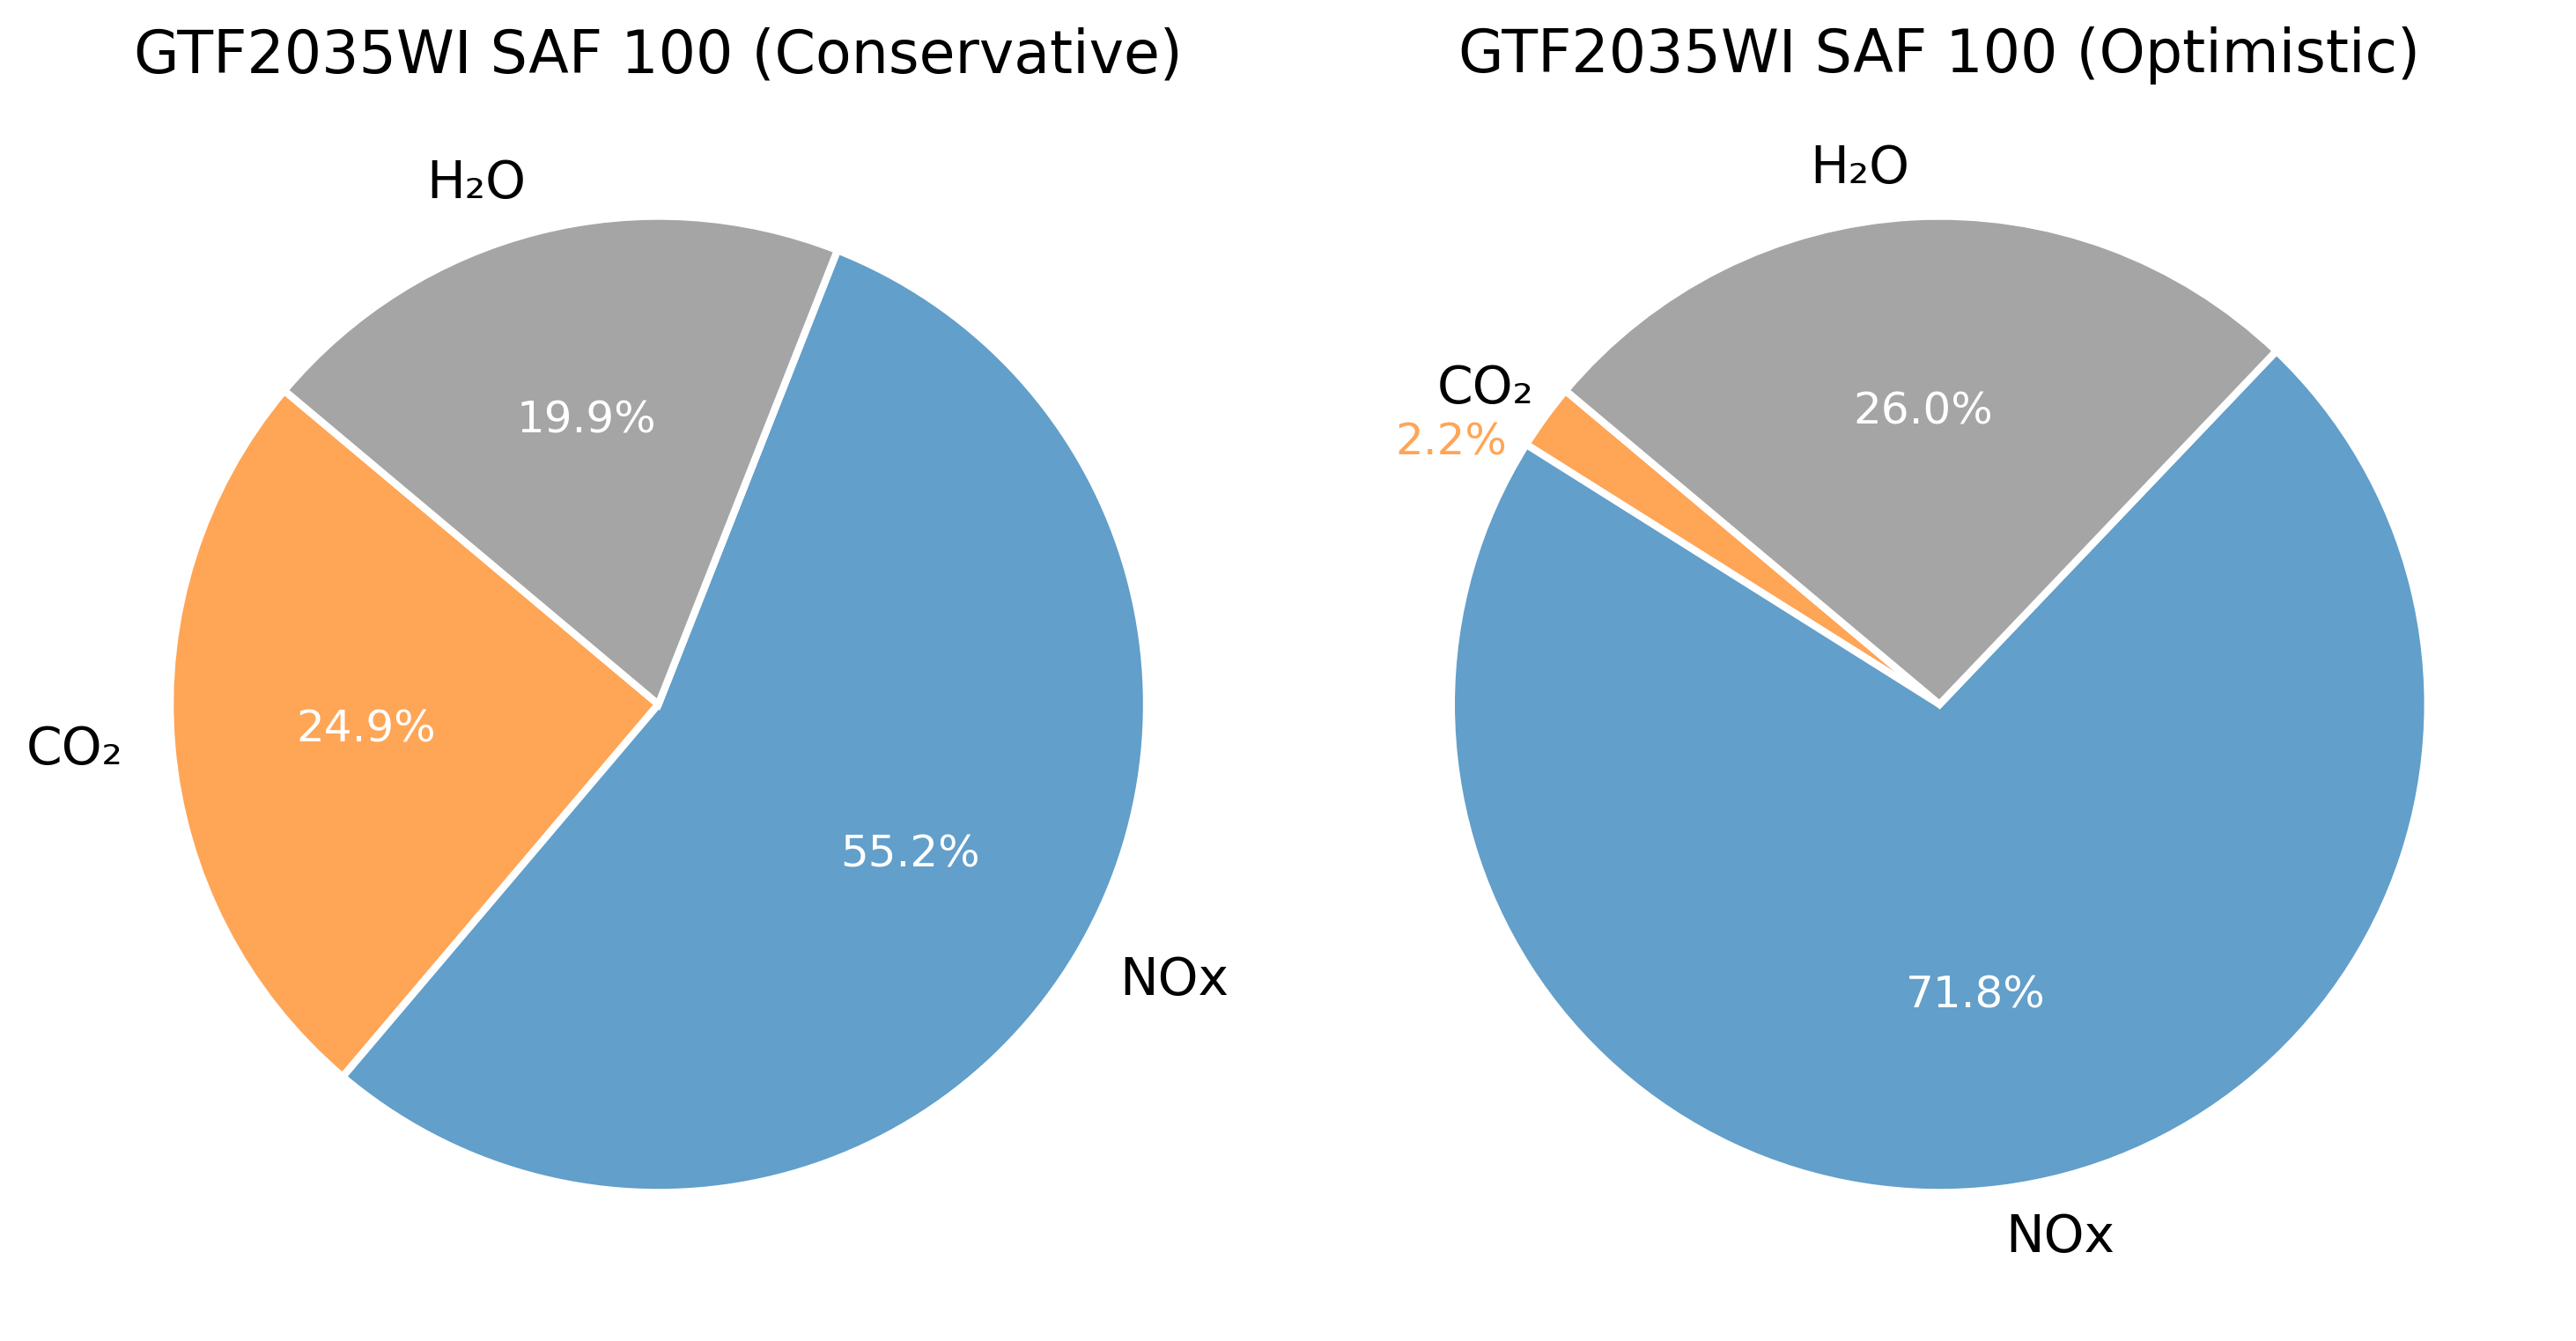 GTF2035WI SAF 100 (Conservative)
H₂O
19.9%
CO₂
24.9%
55.2%
NOx
GTF2035WI SAF 100 (Optimistic)
H₂O
26.0%
CO₂
2.2%
71.8%
NOx